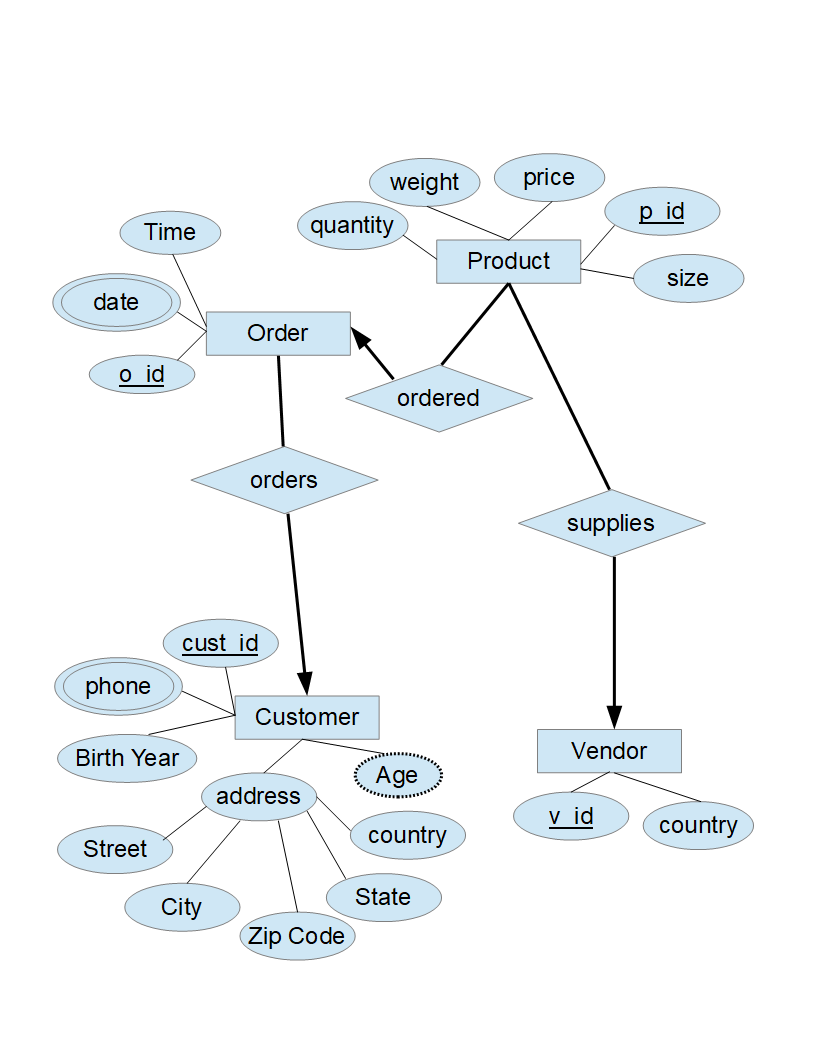 weight
price
quantity
p_id
Time
Product
size
date
Order
o_id
ordered
orders
supplies
cust_id
phone
Customer
Birth Year
Vendor
Age
address
v_id
country
country
Street
State
City
Zip Code